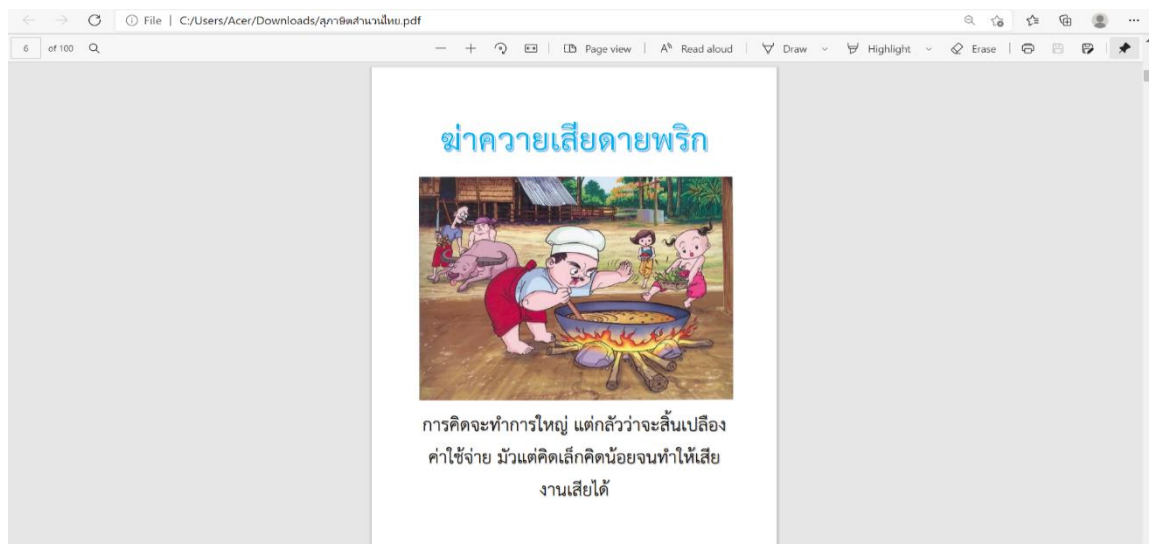 File | C:/Users/Acer/Downloads/สุภาษิตสำนวนไทย.pdf
6 of 100 Page view | A Read aloud | Draw Highlight Erase
ฆ่าควายเสียดายพริก
การคิดจะทำการใหญ่ แต่กลัวว่าจะสิ้นเปลือง
ค่าใช้จ่าย มัวแต่คิดเล็กคิดน้อยจนทำให้เสีย
งานเสียได้